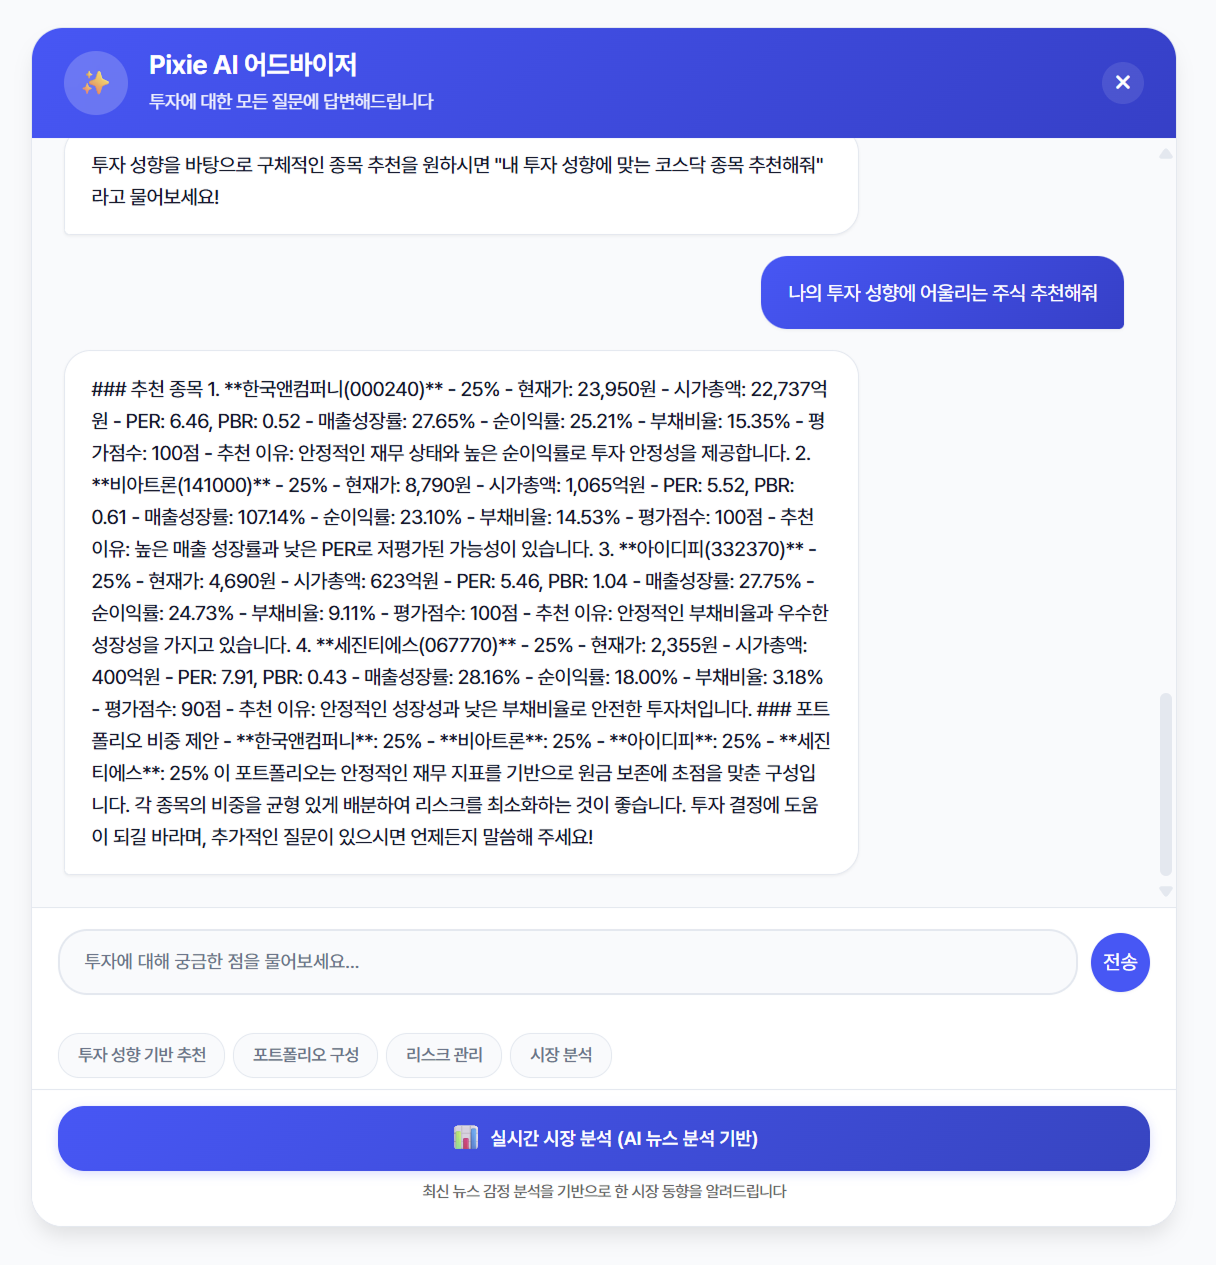 Pixie AI 어드바이저
투자에 대한 모든 질문에 답변해드립니다
✕
투자 성향을 바탕으로 구체적인 종목 추천을 원하시면 "내 투자 성향에 맞는 코스닥 종목 추천해줘"
라고 물어보세요!
나의 투자 성향에 어울리는 주식 추천해줘
### 추천 종목 1. **한국앤컴퍼니(000240)** - 25% - 현재가: 23,950원 - 시가총액: 22,737억
원 - PER: 6.46, PBR: 0.52 - 매출성장률: 27.65% - 순이익률: 25.21% - 부채비율: 15.35% - 평
가점수: 100점 - 추천 이유: 안정적인 재무 상태와 높은 순이익률로 투자 안정성을 제공합니다. 2.
**비아트론(141000)** - 25% - 현재가: 8,790원 - 시가총액: 1,065억원 - PER: 5.52, PBR:
0.61 - 매출성장률: 107.14% - 순이익률: 23.10% - 부채비율: 14.53% - 평가점수: 100점 - 추천
이유: 높은 매출 성장률과 낮은 PER로 저평가된 가능성이 있습니다. 3. **아이디피(332370)** -
25% - 현재가: 4,690원 - 시가총액: 623억원 - PER: 5.46, PBR: 1.04 - 매출성장률: 27.75% -
순이익률: 24.73% - 부채비율: 9.11% - 평가점수: 100점 - 추천 이유: 안정적인 부채비율과 우수한
성장성을 가지고 있습니다. 4. **세진티에스(067770)** - 25% - 현재가: 2,355원 - 시가총액:
400억원 - PER: 7.91, PBR: 0.43 - 매출성장률: 28.16% - 순이익률: 18.00% - 부채비율: 3.18%
- 평가점수: 90점 - 추천 이유: 안정적인 성장성과 낮은 부채비율로 안전한 투자처입니다. ### 포트
폴리오 비중 제안 - **한국앤컴퍼니**: 25% - **비아트론**: 25% - **아이디피**: 25% - **세진
티에스**: 25% 이 포트폴리오는 안정적인 재무 지표를 기반으로 원금 보존에 초점을 맞춘 구성입
니다. 각 종목의 비중을 균형 있게 배분하여 리스크를 최소화하는 것이 좋습니다. 투자 결정에 도움
이 되길 바라며, 추가적인 질문이 있으시면 언제든지 말씀해 주세요!
투자에 대해 궁금한 점을 물어보세요...
전송
투자 성향 기반 추천
포트폴리오 구성
리스크 관리
시장 분석
실시간 시장 분석 (AI 뉴스 분석 기반)
최신 뉴스 감정 분석을 기반으로 한 시장 동향을 알려드립니다